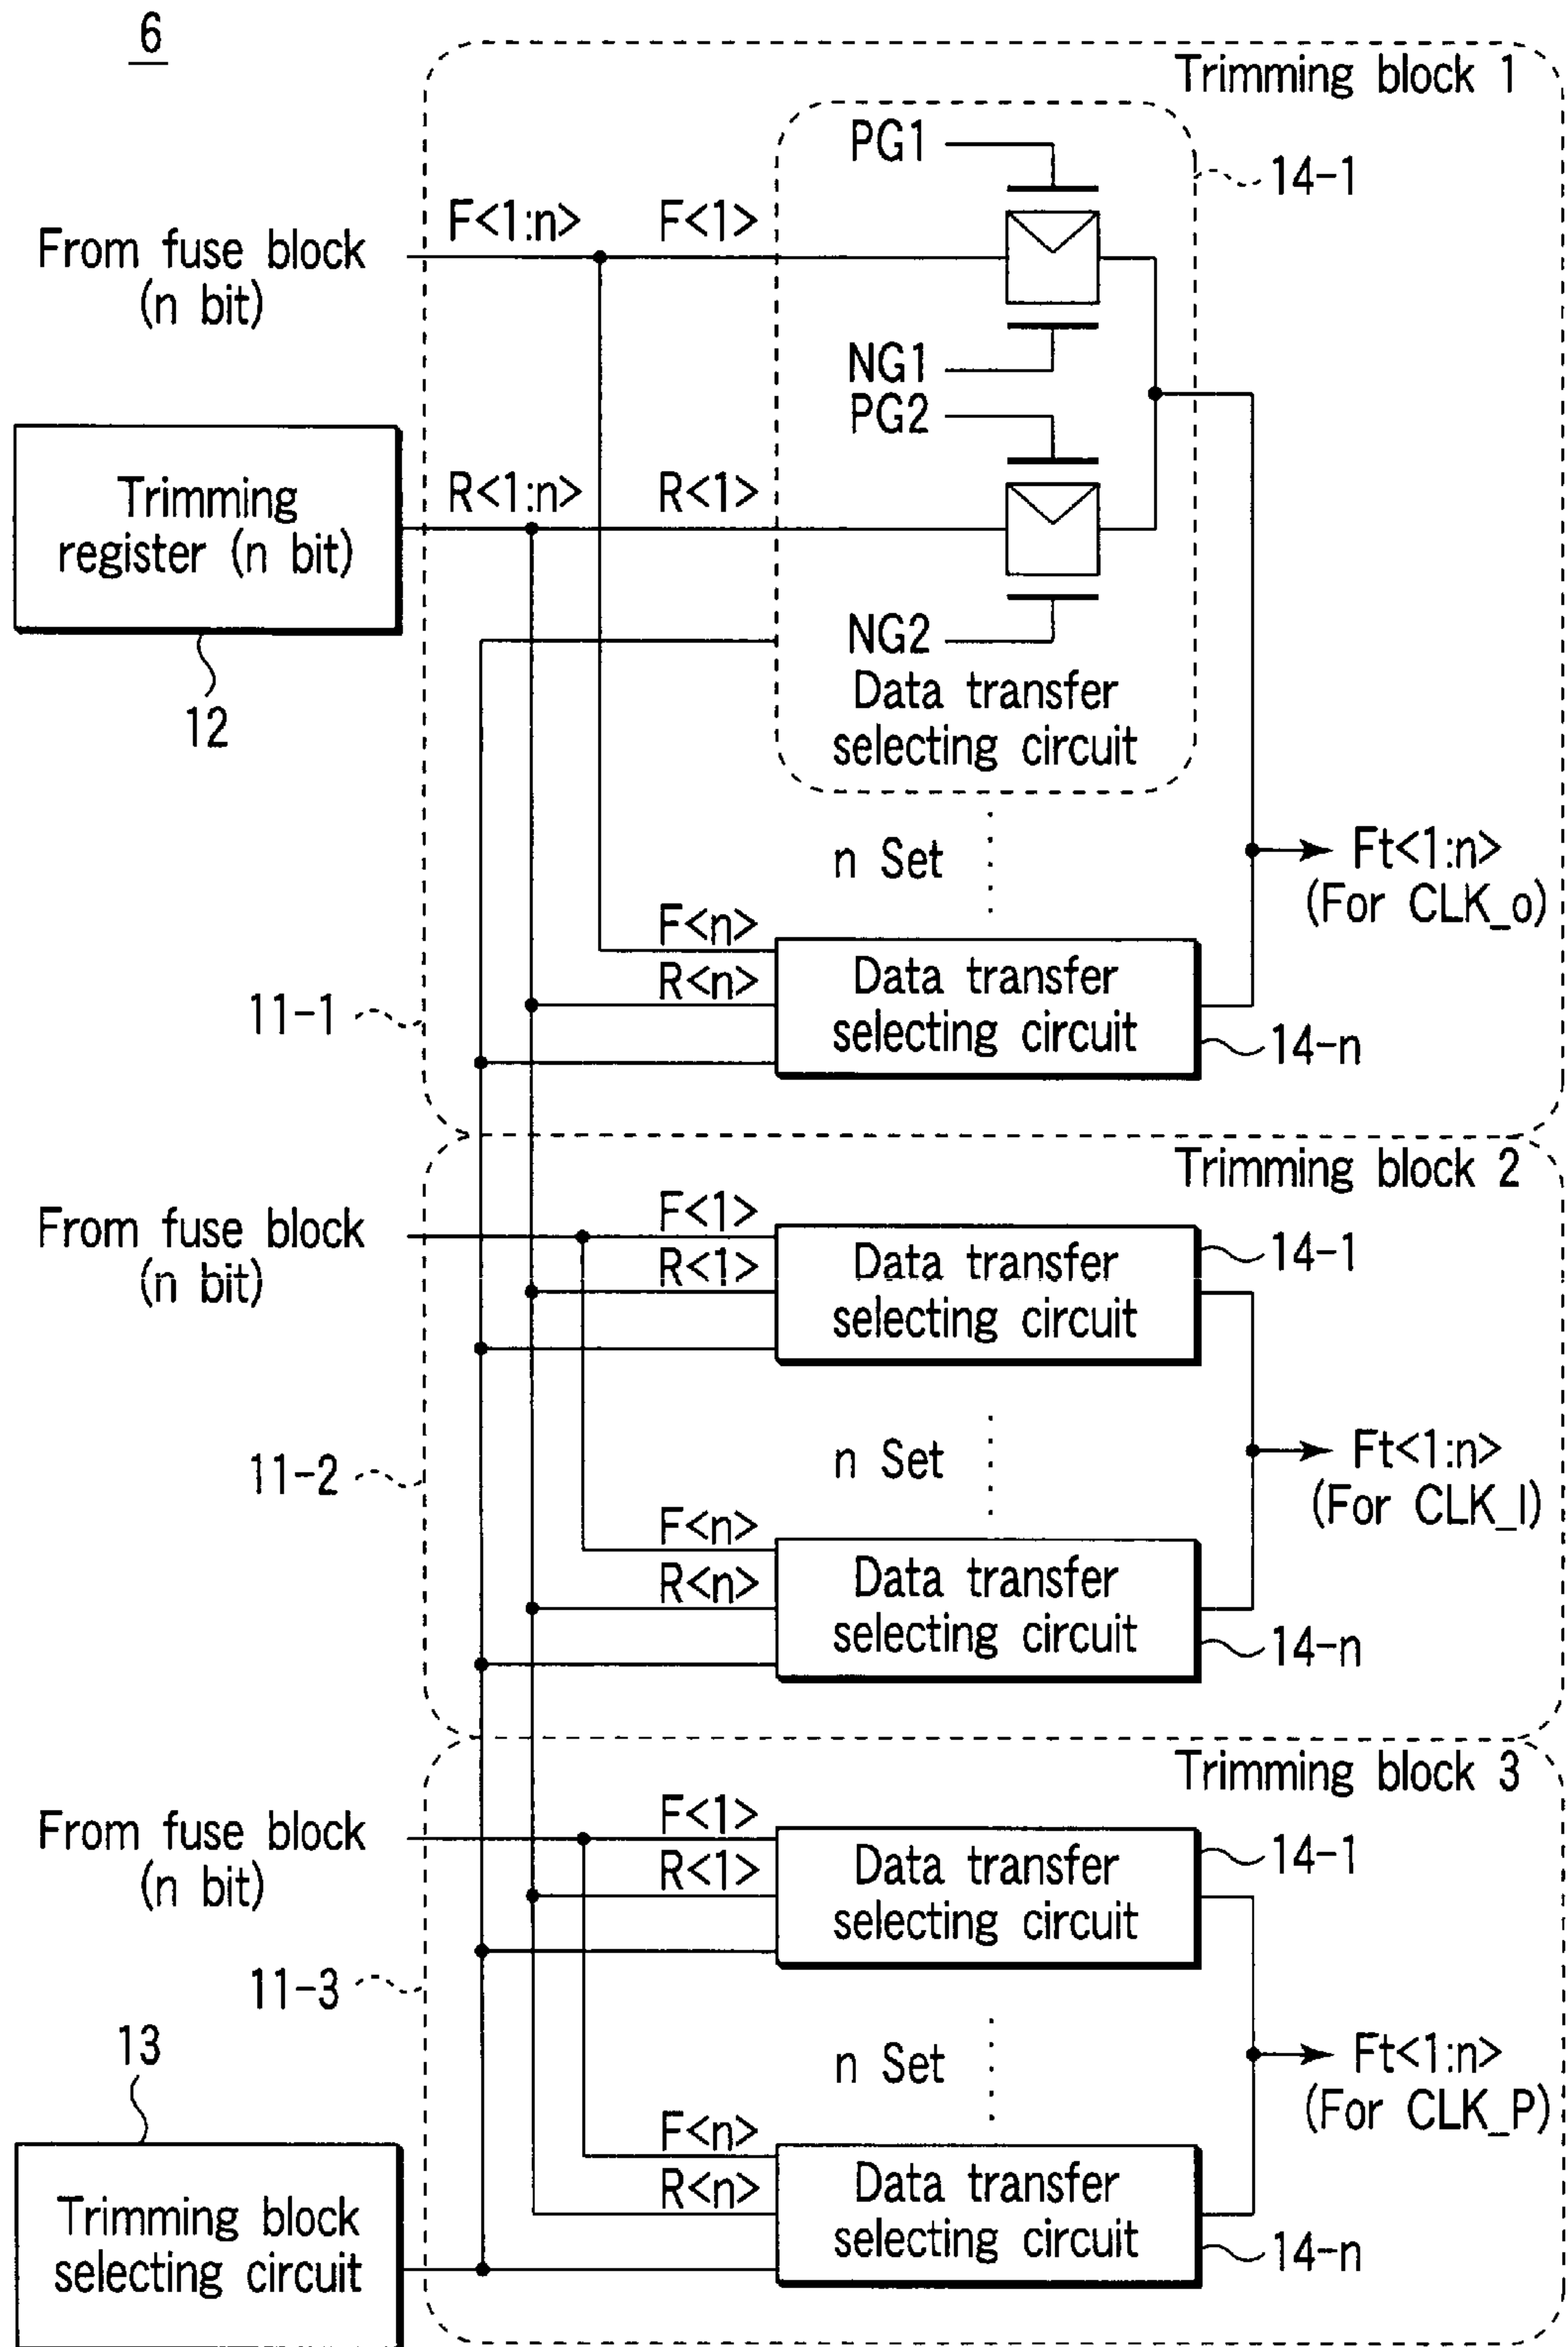 6
Trimming block 1
PG1
14-1
F<1:n>
F<1>
From fuse block
(n bit)
NG1
PG2
R<1:n>
R<1>
Trimming
register (n bit)
NG2
12
Data transfer
selecting circuit
n Set
Ft<1:n>
(For CLK_o)
F<n>
R<n>
Data transfer
selecting circuit
11-1
14-n
Trimming block 2
From fuse block
(n bit)
F<1>
R<1>
Data transfer
selecting circuit
14-1
11-2
n Set
Ft<1:n>
(For CLK_I)
F<n>
R<n>
Data transfer
selecting circuit
14-n
Trimming block 3
From fuse block
(n bit)
F<1>
R<1>
Data transfer
selecting circuit
14-1
11-3
13
n Set
Ft<1:n>
(For CLK_P)
F<n>
R<n>
Data transfer
selecting circuit
14-n
Trimming block
selecting circuit